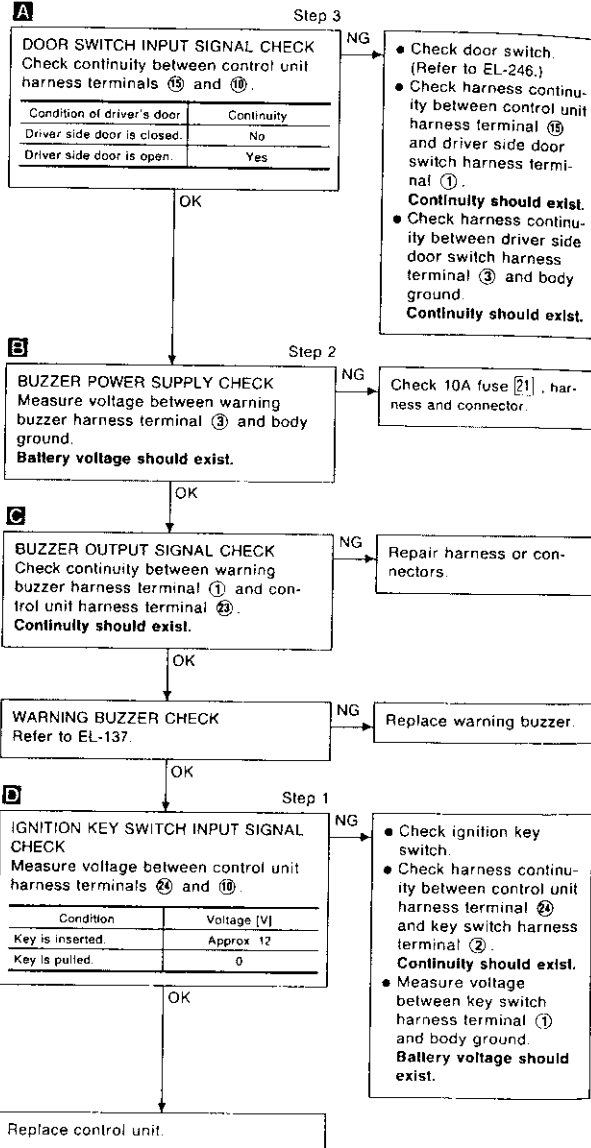 A
Step 3
DOOR SWITCH INPUT SIGNAL CHECK
Check continuity between control unit
harness terminals ⑮ and ⑩.
Condition of driver's door Continuity
Driver side door is closed. No
Driver side door is open. Yes
NG
● Check door switch.
(Refer to EL-246.)
● Check harness continu-
ity between control unit
harness terminal ⑮
and driver side door
switch harness termi-
nal ①.
Continuity should exist.
● Check harness continu-
ity between driver side
door switch harness
terminal ③ and body
ground.
Continuity should exist.
OK
B
Step 2
BUZZER POWER SUPPLY CHECK
Measure voltage between warning
buzzer harness terminal ③ and body
ground.
Battery voltage should exist.
NG
Check 10A fuse 21 , har-
ness and connector.
OK
C
BUZZER OUTPUT SIGNAL CHECK
Check continuity between warning
buzzer harness terminal ① and con-
trol unit harness terminal ㉓.
Continuity should exist.
NG
Repair harness or con-
nectors.
OK
WARNING BUZZER CHECK
Refer to EL-137.
NG
Replace warning buzzer.
OK
D
Step 1
IGNITION KEY SWITCH INPUT SIGNAL
CHECK
Measure voltage between control unit
harness terminals ㉔ and ⑩.
Condition Voltage [V]
Key is inserted. Approx 12
Key is pulled. 0
NG
● Check ignition key
switch.
● Check harness continu-
ity between control unit
harness terminal ㉔
and key switch harness
terminal ②.
Continuity should exist.
● Measure voltage
between key switch
harness terminal ①
and body ground.
Battery voltage should
exist.
OK
Replace control unit.